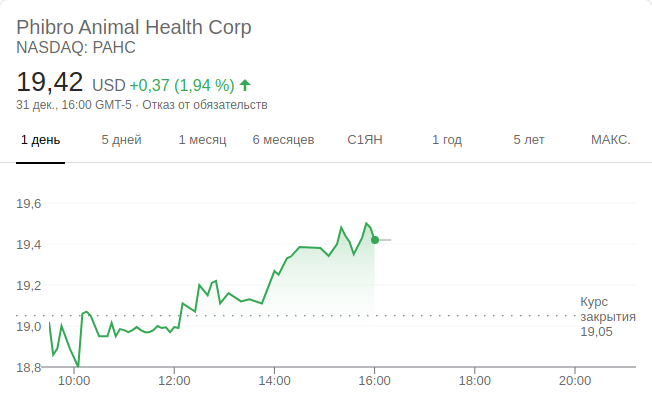 Phibro Animal Health Corp
NASDAQ: PAHC
19,42 USD +0,37 (1,94 %)
31 дек., 16:00 GMT-5 · Отказ от обязательств
1 день 5 дней 1 месяц 6 месяцев С1ЯН 1 год 5 лет МАКС.
19,6
19,4
19,2
19,0
18,8
Курс
закрытия
19,05
10:00 12:00 14:00 16:00 18:00 20:00